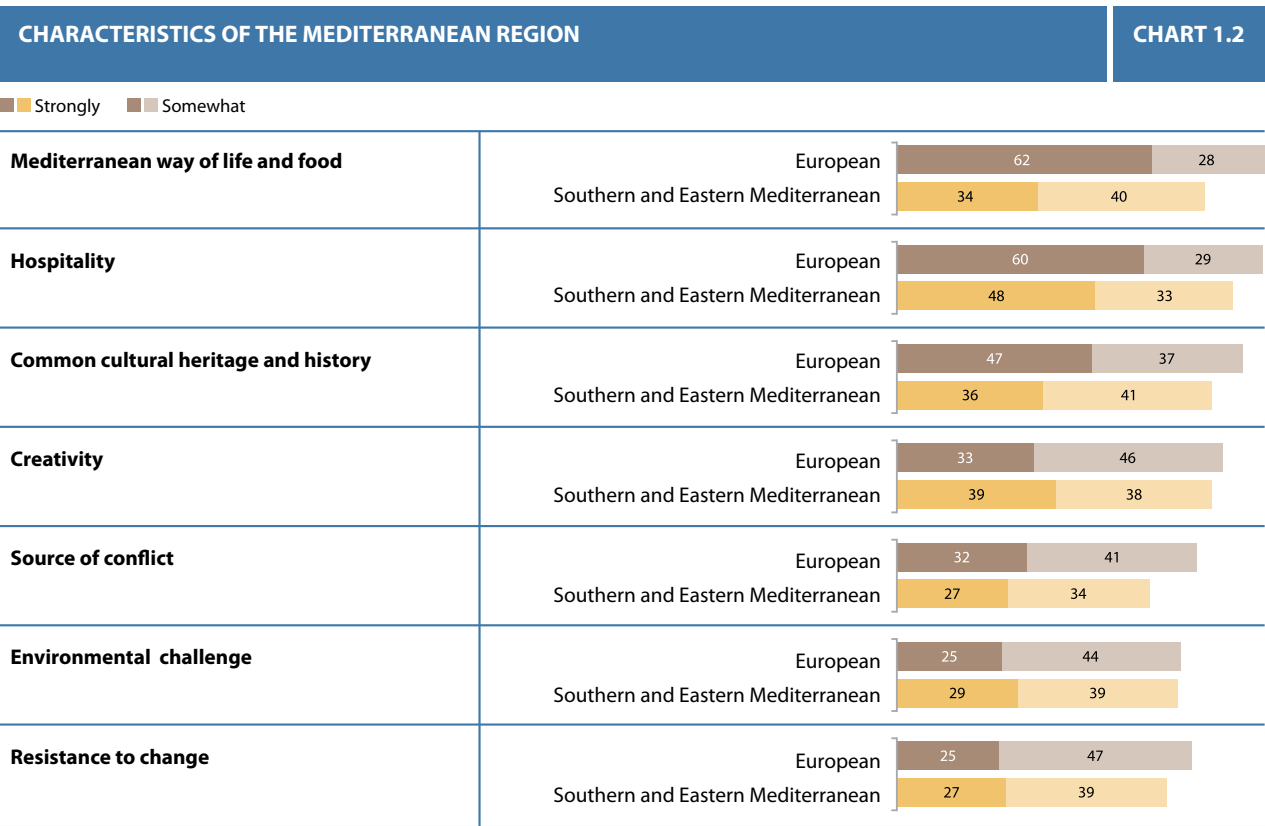 CHARACTERISTICS OF THE MEDITERRANEAN REGION
CHART 1.2
Strongly
Somewhat
Mediterranean way of life and food
European
62
28
Southern and Eastern Mediterranean
34
40
Hospitality
European
60
29
Southern and Eastern Mediterranean
48
33
Common cultural heritage and history
European
47
37
Southern and Eastern Mediterranean
36
41
Creativity
European
33
46
Southern and Eastern Mediterranean
39
38
Source of conflict
European
32
41
Southern and Eastern Mediterranean
27
34
Environmental challenge
European
25
44
Southern and Eastern Mediterranean
29
39
Resistance to change
European
25
47
Southern and Eastern Mediterranean
27
39